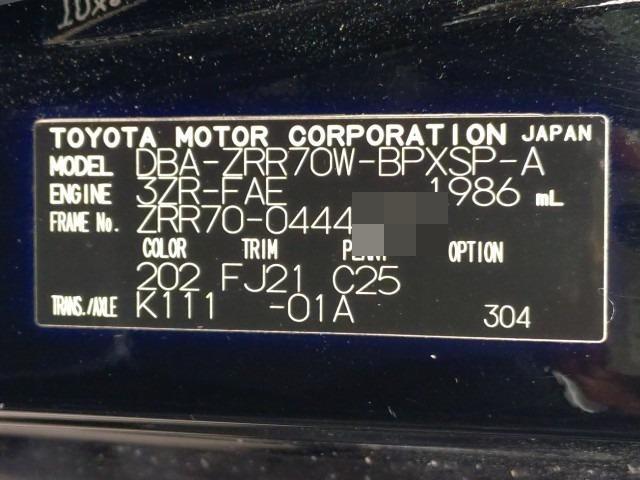 TOYOTA MOTOR CORPORATION JAPAN
MODEL DBA-ZRR70W-BPXSP-A
ENGINE 3ZR-FAE 1986 mL
FRAME No. ZRR70-0444
COLOR TRIM OPTION
202 FJ21 C25
TRANS./AXLE K111 -01A 304